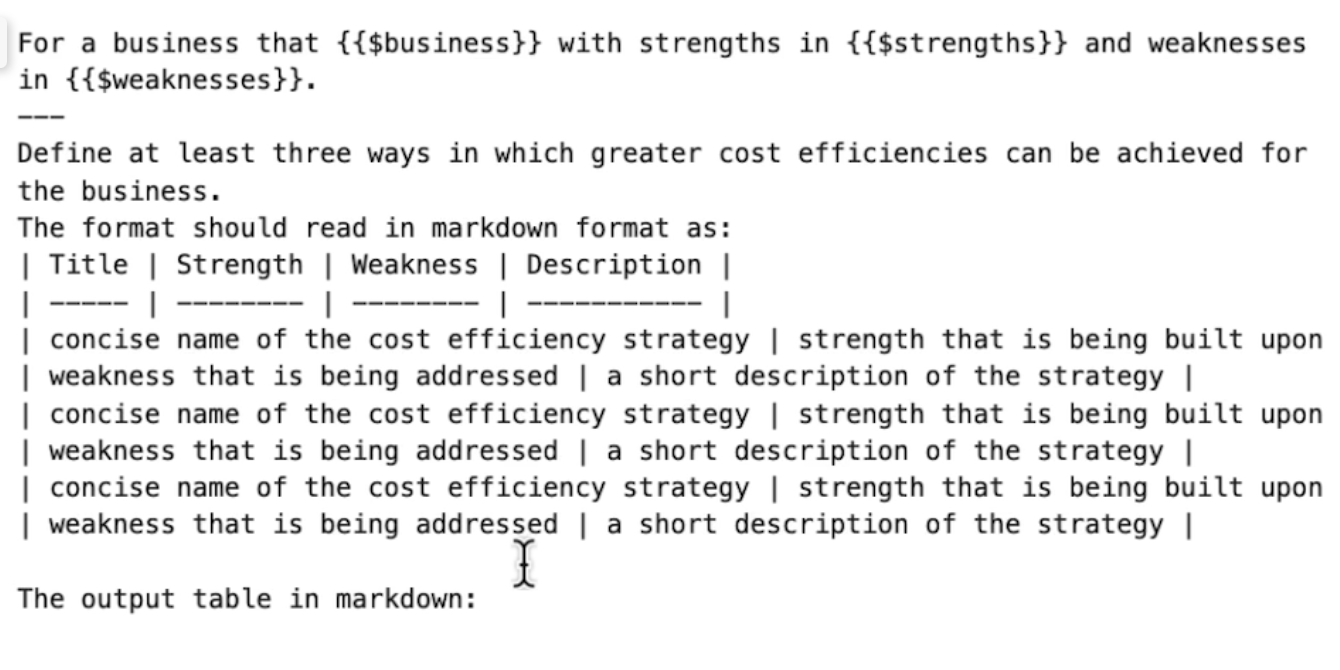 For a business that {{$business}} with strengths in {{$strengths}} and weaknesses
in {{$weaknesses}}.
---
Define at least three ways in which greater cost efficiencies can be achieved for
the business.
The format should read in markdown format as:
| Title | Strength | Weakness | Description |
| ----- | -------- | -------- | ----------- |
| concise name of the cost efficiency strategy | strength that is being built upon
| weakness that is being addressed | a short description of the strategy |
| concise name of the cost efficiency strategy | strength that is being built upon
| weakness that is being addressed | a short description of the strategy |
| concise name of the cost efficiency strategy | strength that is being built upon
| weakness that is being addressed | a short description of the strategy |
The output table in markdown: